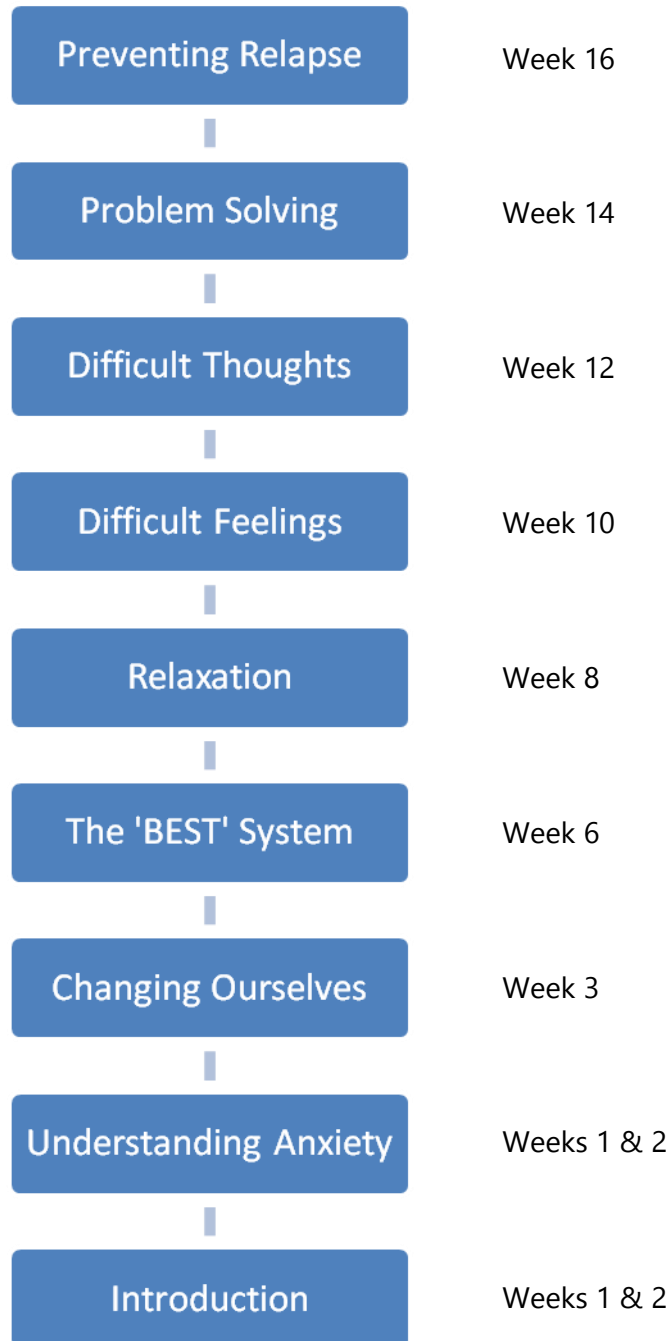 Preventing Relapse Week 16
Problem Solving Week 14
Difficult Thoughts Week 12
Difficult Feelings Week 10
Relaxation Week 8
The 'BEST' System Week 6
Changing Ourselves Week 3
Understanding Anxiety Weeks 1 & 2
Introduction Weeks 1 & 2